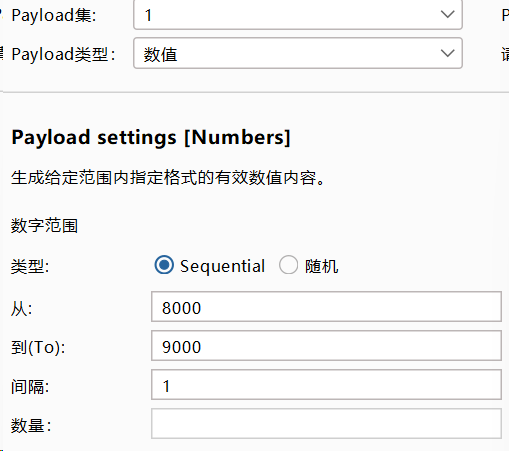 Payload集: 1
Payload类型: 数值
Payload settings [Numbers]
生成给定范围内指定格式的有效数值内容。
数字范围
类型: Sequential 随机
从: 8000
到(To): 9000
间隔: 1
数量: